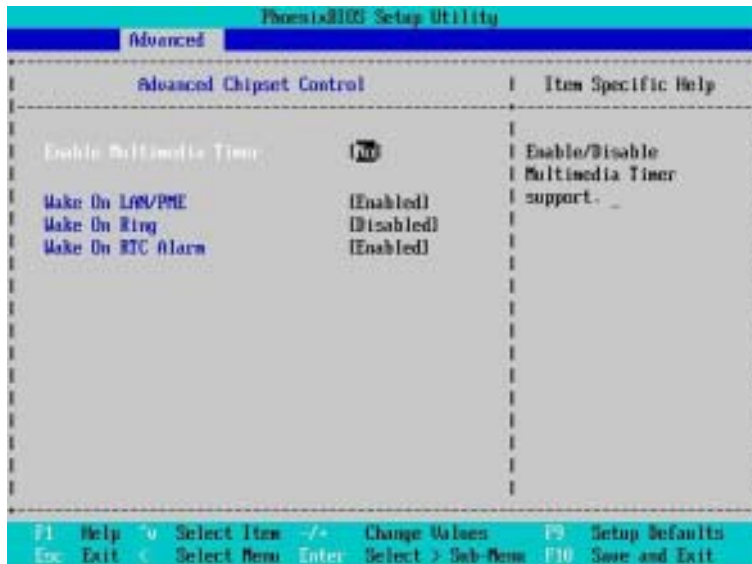 PhoenixBIOS Setup Utility
Advanced
Advanced Chipset Control
Item Specific Help
Enable Multimedia Timer [No]
Wake On LAN/PME [Enabled]
Wake On Ring [Disabled]
Wake On RTC Alarm [Enabled]
Enable/Disable
Multimedia Timer
support. _
F1 Help ^v Select Item -/+ Change Values F9 Setup Defaults
Esc Exit < Select Menu Enter Select > Sub-Menu F10 Save and Exit